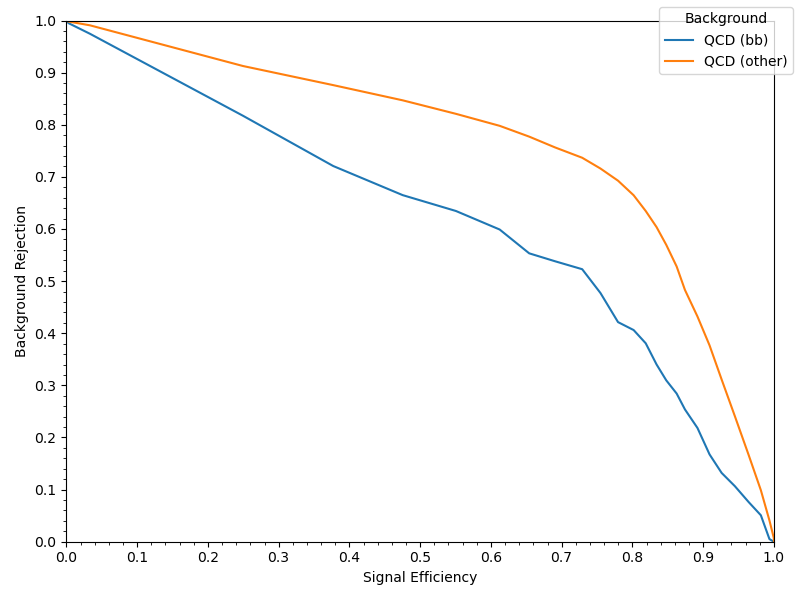 Background
QCD (bb)
QCD (other)
1.0
0.9
0.8
0.7
0.6
0.5
0.4
0.3
0.2
0.1
0.0
Background Rejection
0.0 0.1 0.2 0.3 0.4 0.5 0.6 0.7 0.8 0.9 1.0
Signal Efficiency